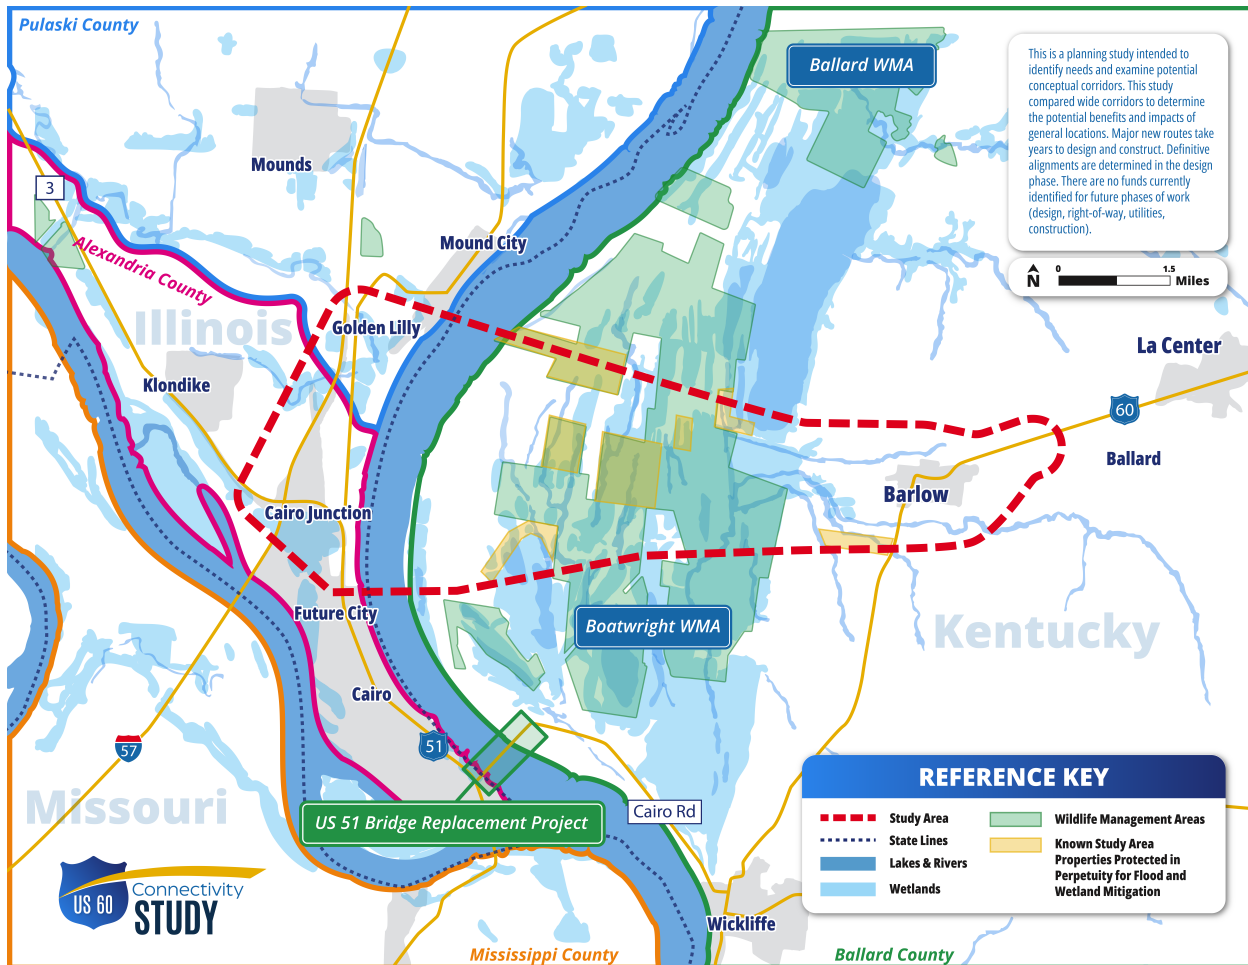 Pulaski County
Ballard WMA
This is a planning study intended to
identify needs and examine potential
conceptual corridors. This study
compared wide corridors to determine
the potential benefits and impacts of
general locations. Major new routes take
years to design and construct. Definitive
alignments are determined in the design
phase. There are no funds currently
identified for future phases of work
(design, right-of-way, utilities,
construction).
Mounds
3
Alexandria County
Mound City
N
0
1.5
Miles
Illinois
Golden Lilly
La Center
Klondike
60
Ballard
Barlow
Cairo Junction
Future City
Boatwright WMA
Kentucky
Cairo
51
57
Missouri
US 51 Bridge Replacement Project
Cairo Rd
REFERENCE KEY
Study Area
State Lines
Lakes & Rivers
Wetlands
Wildlife Management Areas
Known Study Area
Properties Protected in
Perpetuity for Flood and
Wetland Mitigation
US 60
Connectivity
STUDY
Wickliffe
Mississippi County
Ballard County